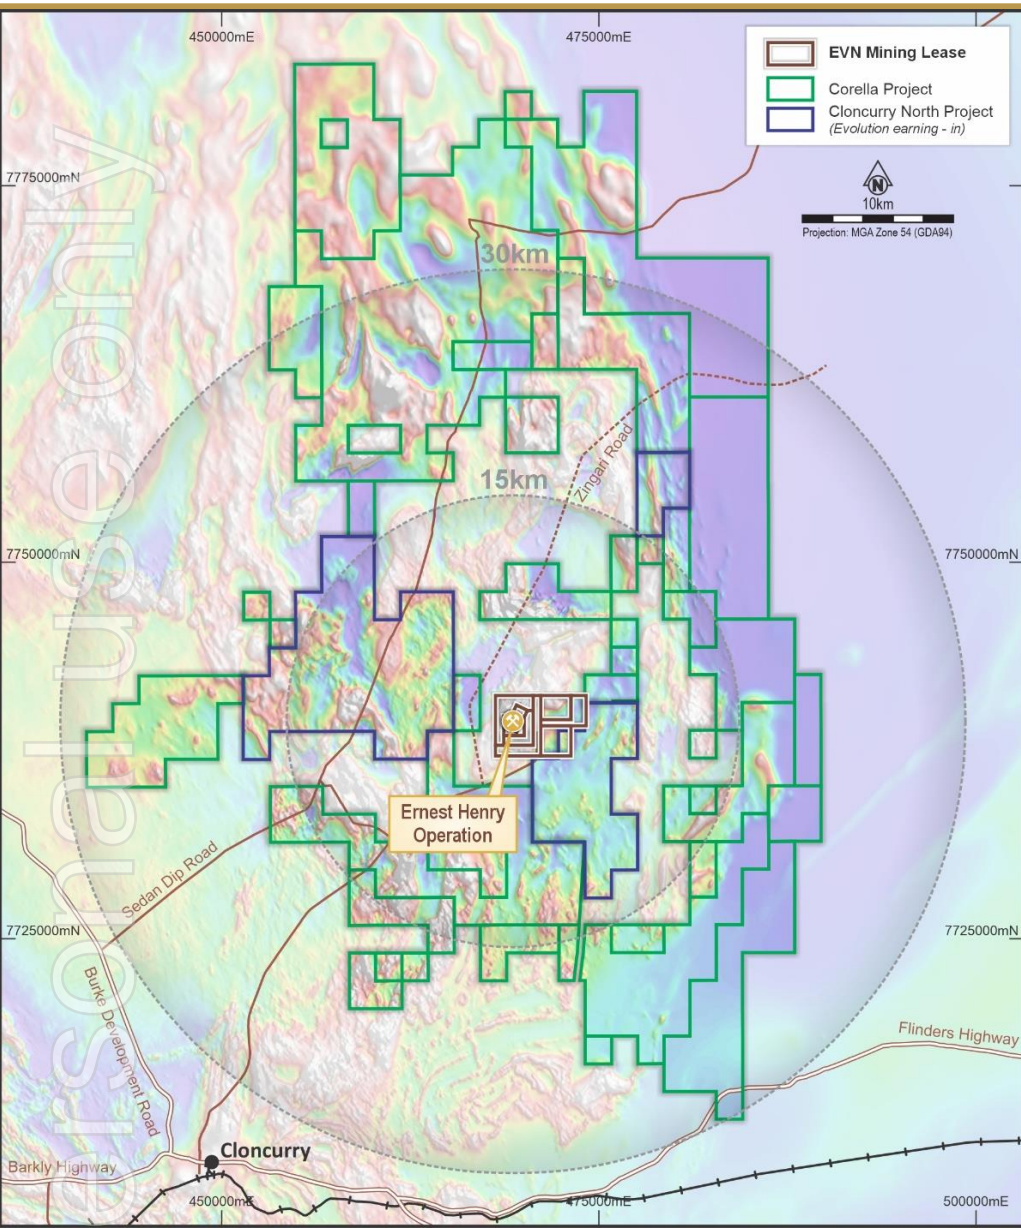 450000mE
475000mE
EVN Mining Lease
Corella Project
Cloncurry North Project
(Evolution earning - in)
7775000mN
N
10km
Projection: MGA Zone 54 (GDA94)
30km
15km
Zingari Road
7750000mN
7750000mN
Ernest Henry
Operation
Sedan Dip Road
7725000mN
7725000mN
Burke Development Road
Flinders Highway
Cloncurry
Barkly Highway
450000mE
475000mE
500000mE
ersonal use only